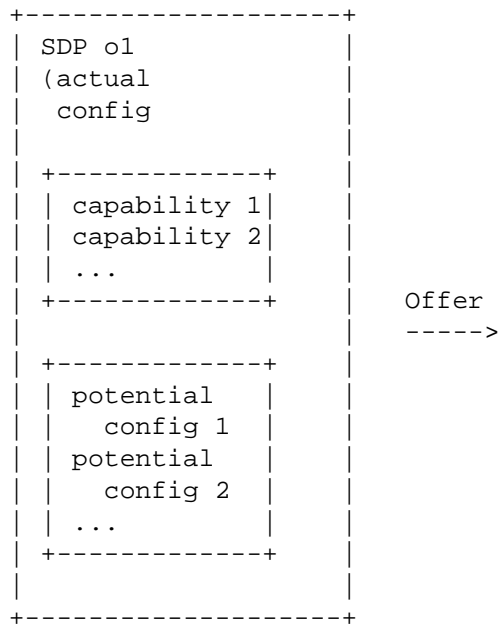 SDP o1
(actual
config
capability 1
capability 2
...
Offer
----->
potential
config 1
potential
config 2
...